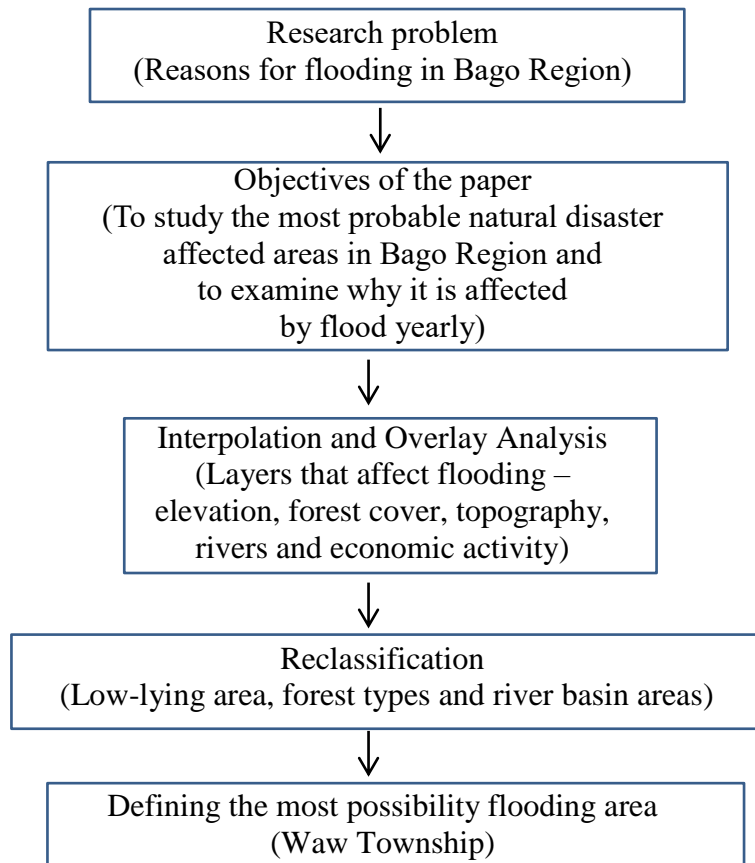 Research problem
(Reasons for flooding in Bago Region)
Objectives of the paper
(To study the most probable natural disaster
affected areas in Bago Region and
to examine why it is affected
by flood yearly)
Interpolation and Overlay Analysis
(Layers that affect flooding –
elevation, forest cover, topography,
rivers and economic activity)
Reclassification
(Low-lying area, forest types and river basin areas)
Defining the most possibility flooding area
(Waw Township)